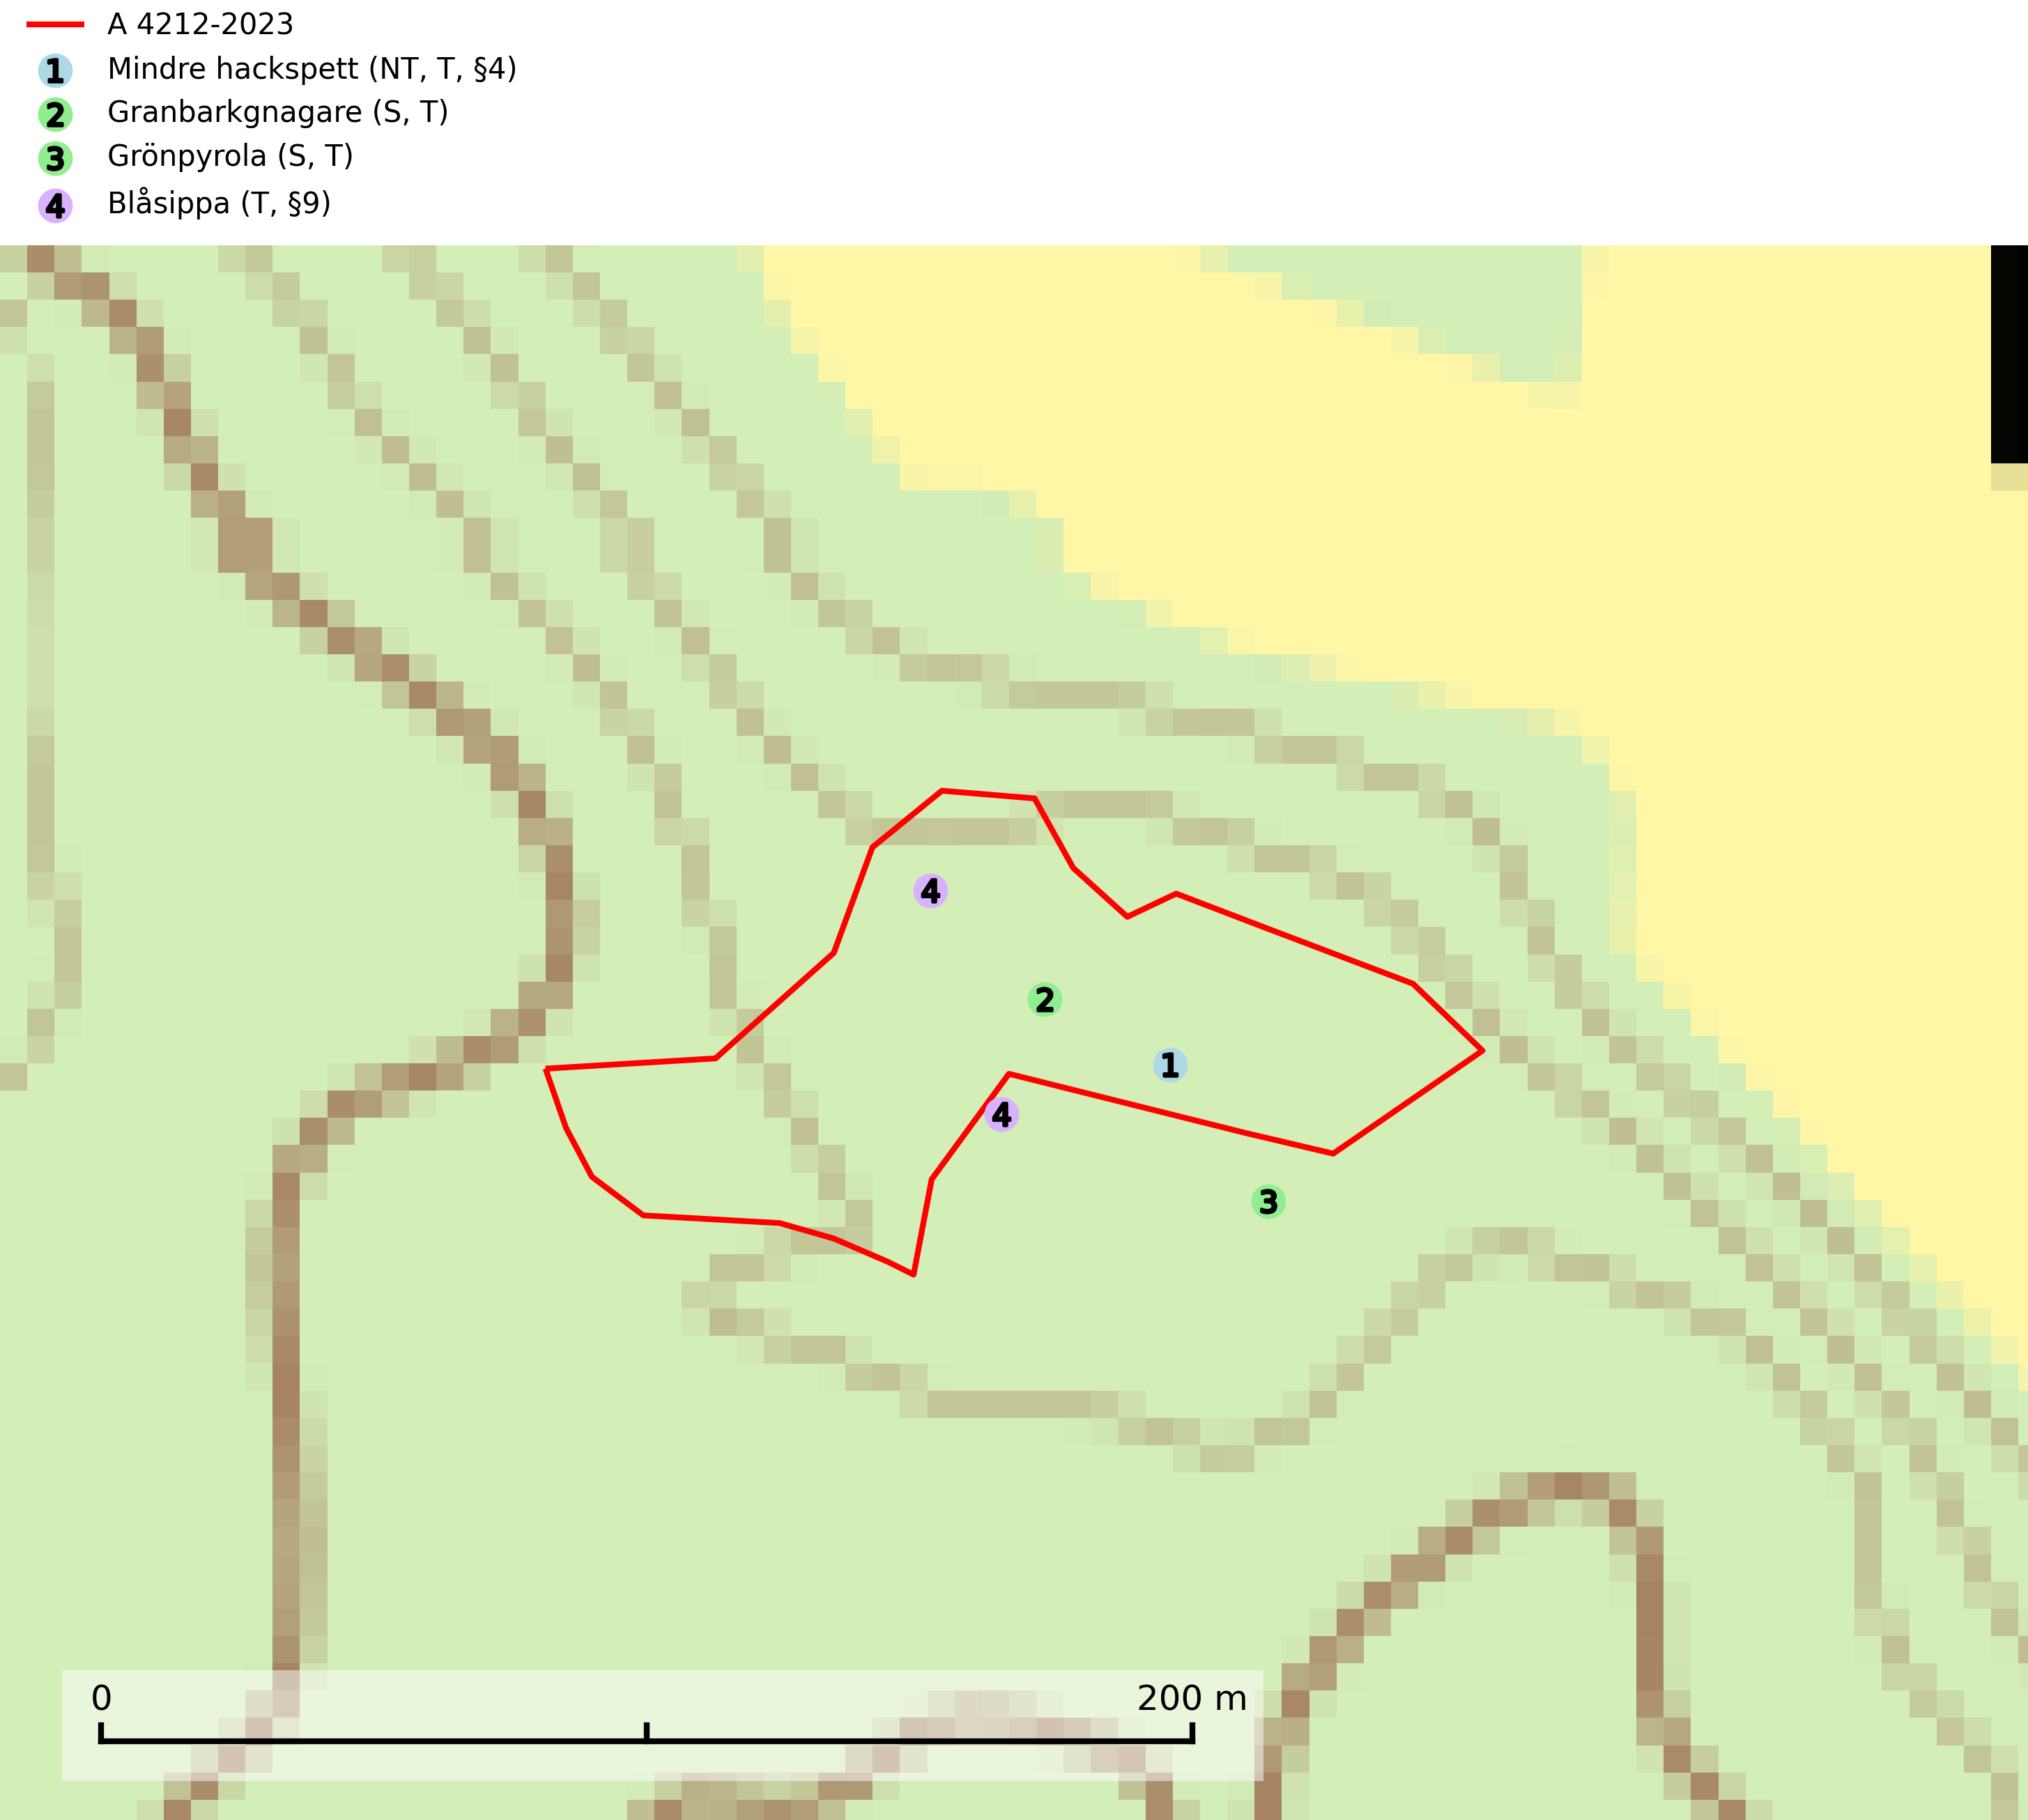 A 4212-2023
1 Mindre hackspett (NT, T, §4)
2 Granbarkgnagare (S, T)
3 Grönpyrola (S, T)
4 Blåsippa (T, §9)
4
2
1
4
3
0 200 m